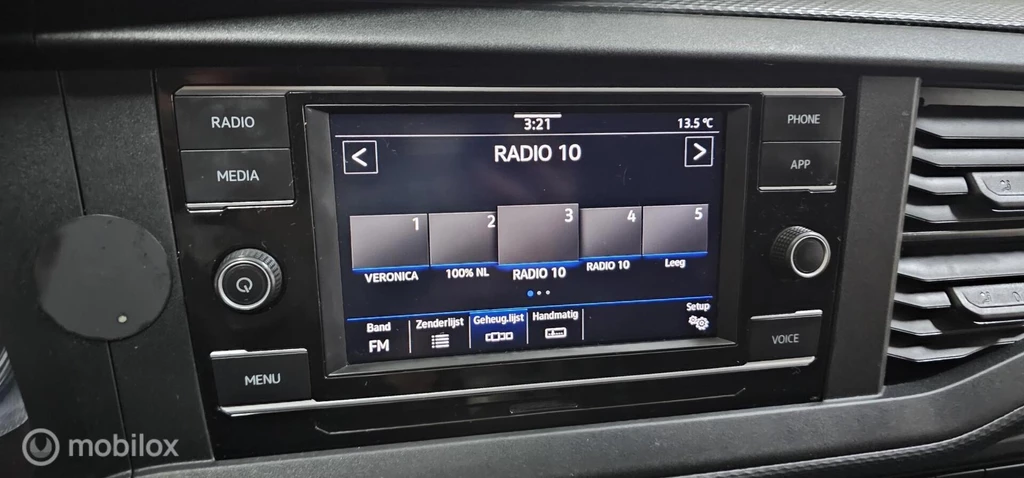 RADIO
MEDIA
MENU
3:21
13.5 °C
<
RADIO 10
>
1
2
3
4
5
VERONICA
100% NL
RADIO 10
RADIO 10
Leeg
Band
FM
Zenderlijst
Geheug.lijst
Handmatig
Setup
PHONE
APP
VOICE
mobilox